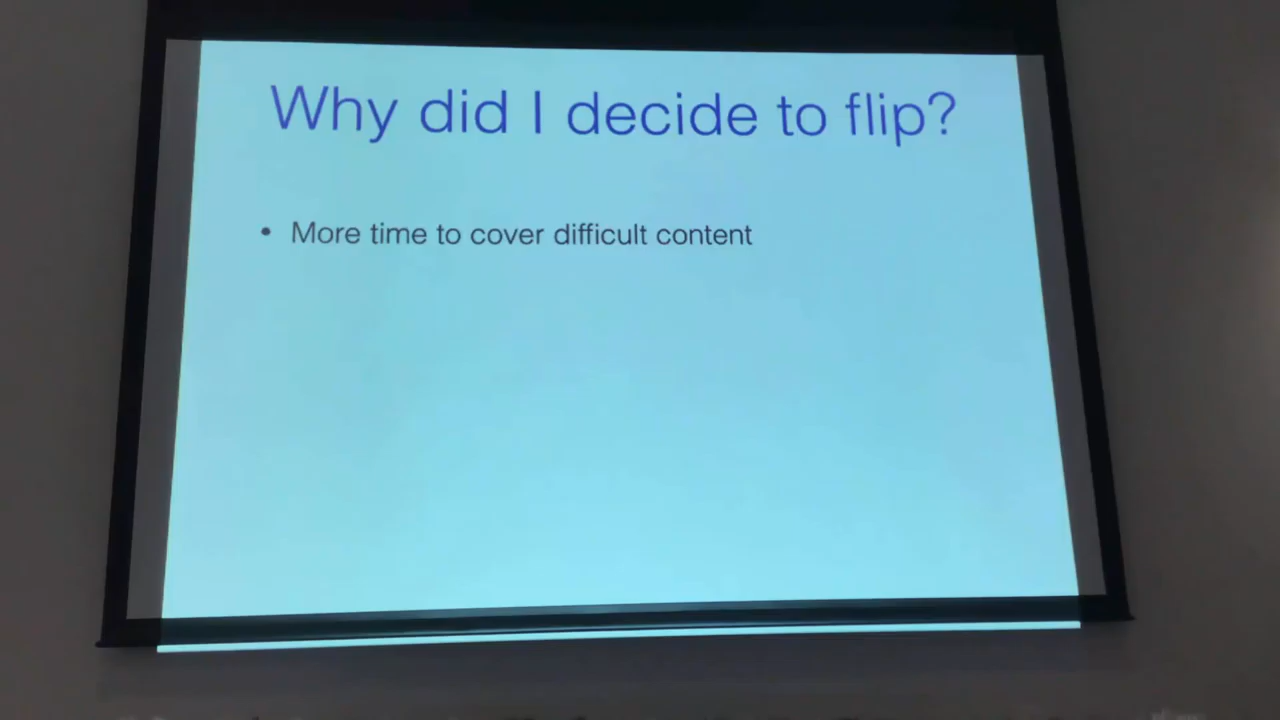 Why did I decide to flip?
• More time to cover difficult content